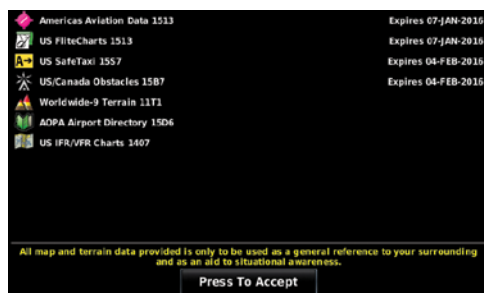 Americas Aviation Data 1513 Expires 07-JAN-2016
US FliteCharts 1513 Expires 07-JAN-2016
A→ US SafeTaxi 15S7 Expires 04-FEB-2016
US/Canada Obstacles 15B7 Expires 04-FEB-2016
Worldwide-9 Terrain 11T1
AOPA Airport Directory 15D6
US IFR/VFR Charts 1407
All map and terrain data provided is only to be used as a general reference to your surrounding
and as an aid to situational awareness.
Press To Accept